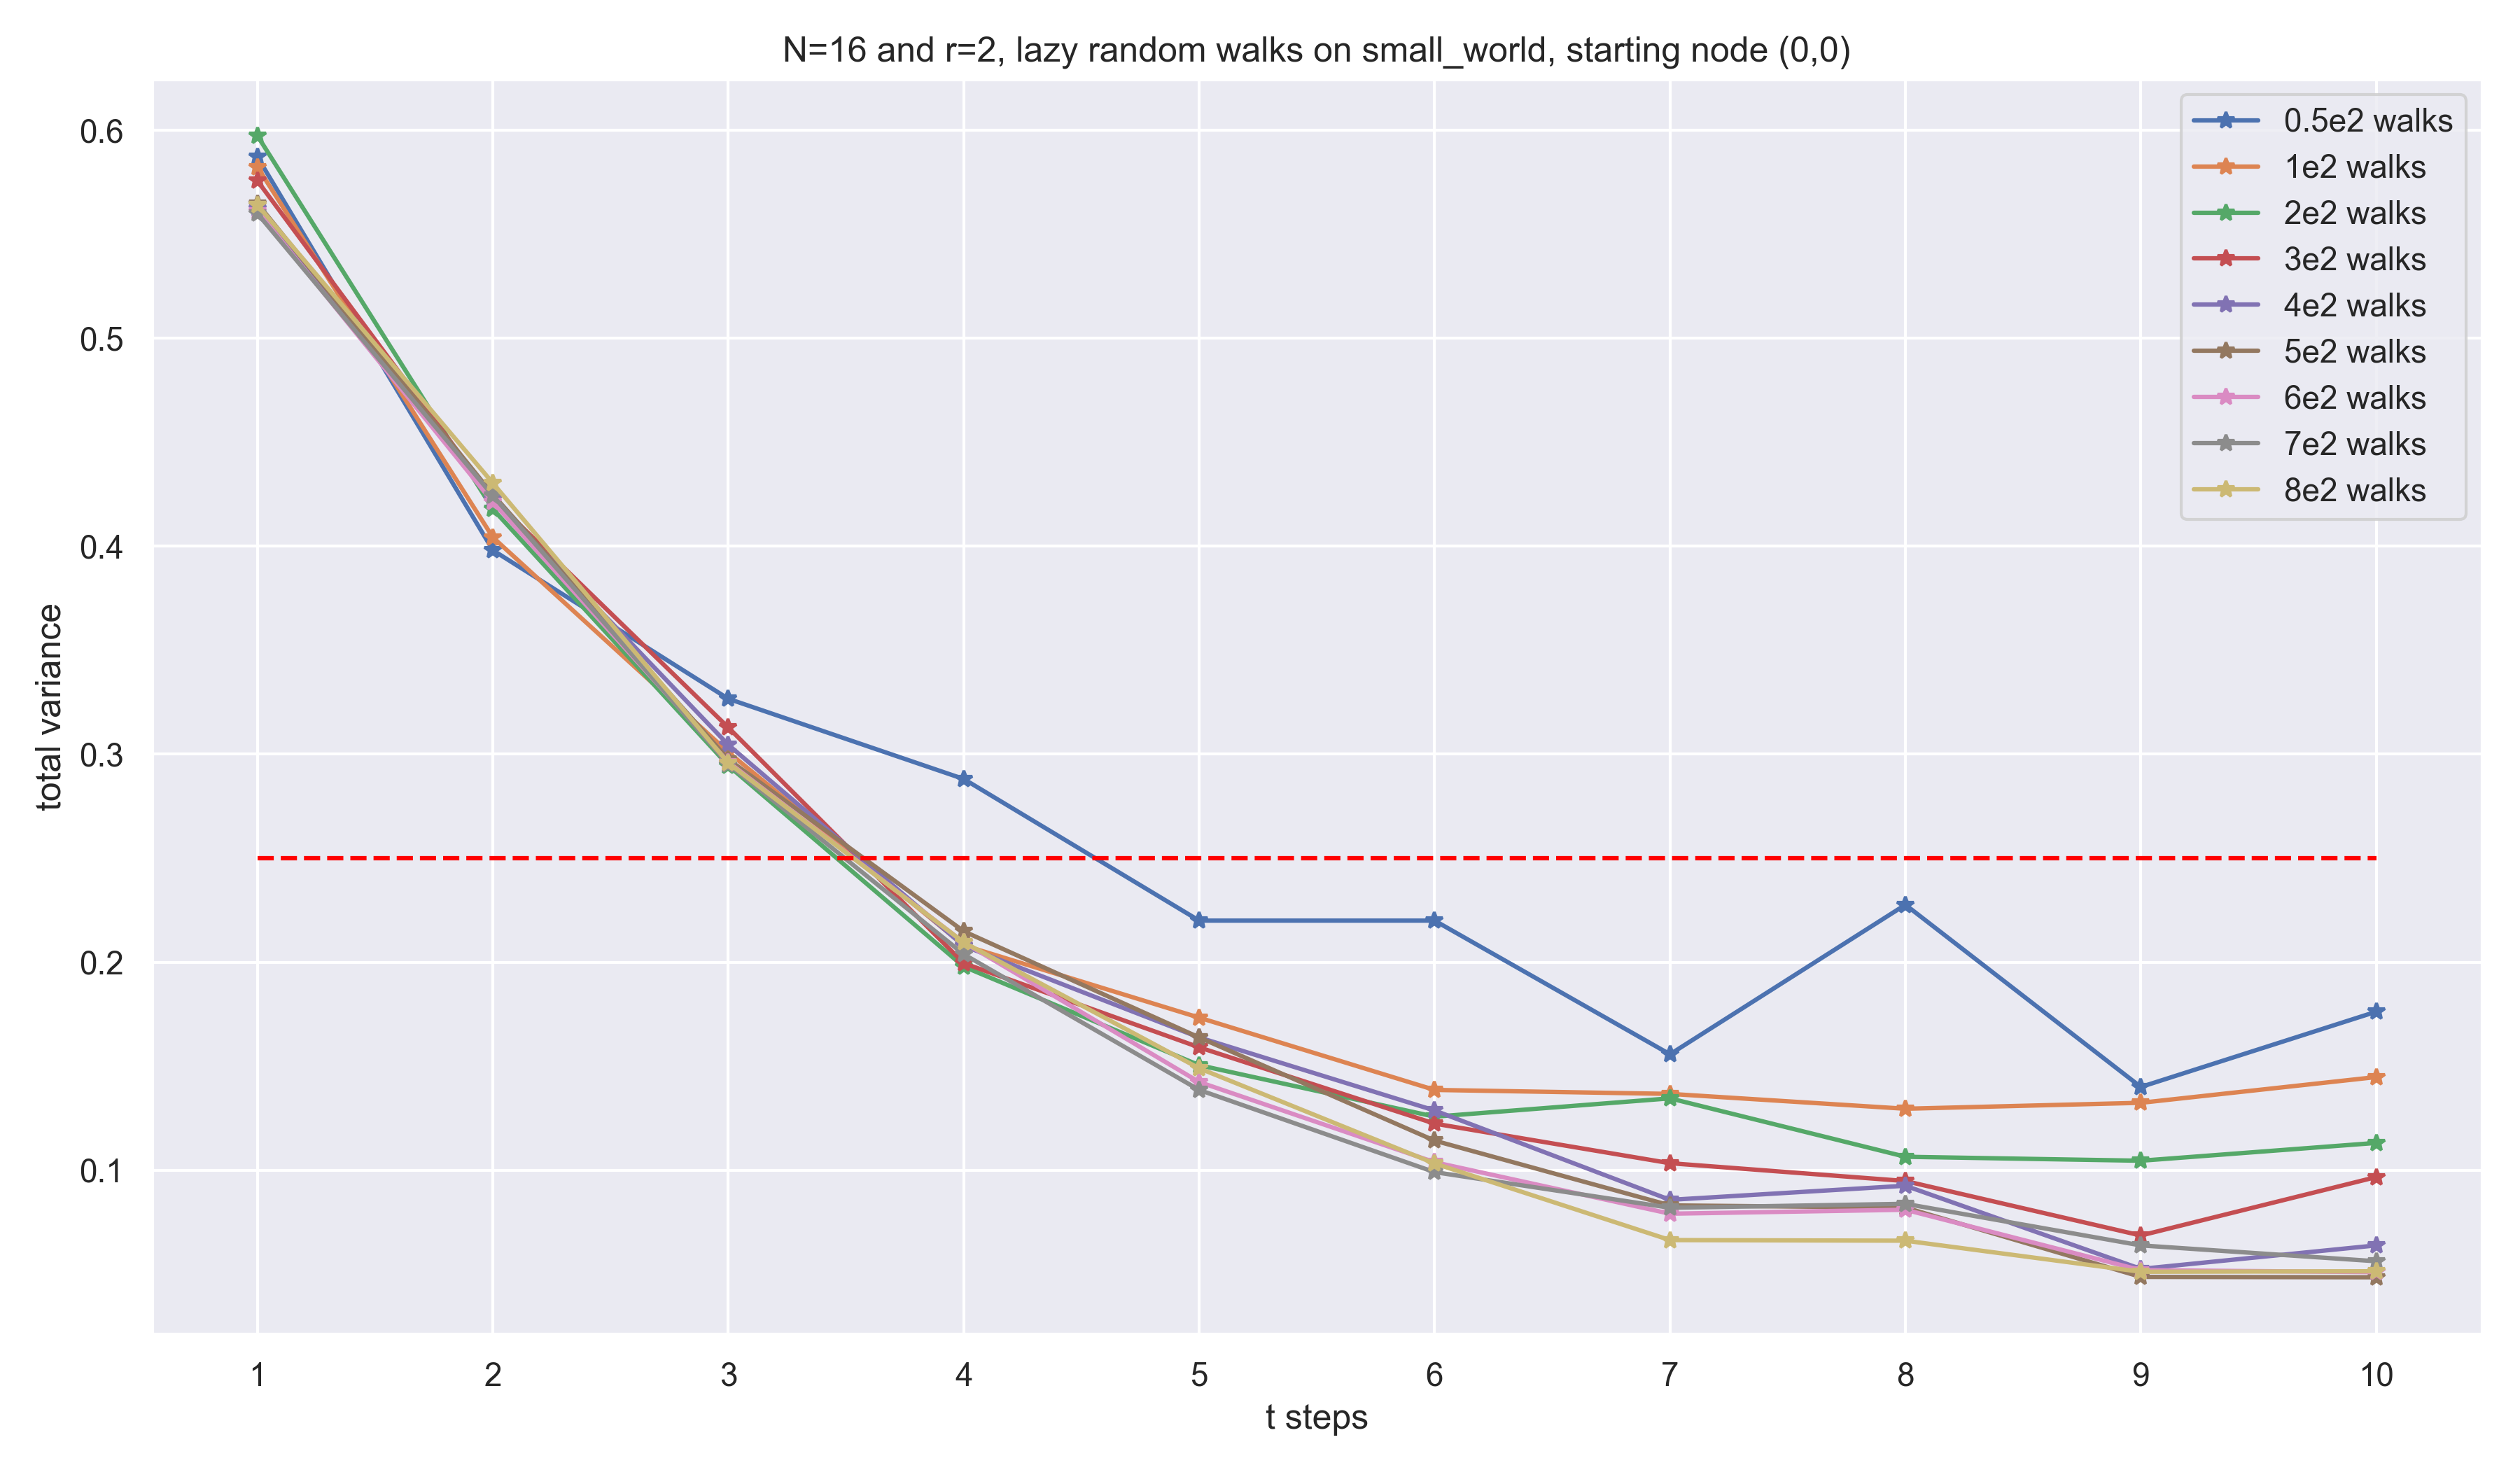 N=16 and r=2, lazy random walks on small_world, starting node (0,0)
0.6
0.5
0.4
0.3
0.2
0.1
total variance
1 2 3 4 5 6 7 8 9 10
t steps
0.5e2 walks
1e2 walks
2e2 walks
3e2 walks
4e2 walks
5e2 walks
6e2 walks
7e2 walks
8e2 walks